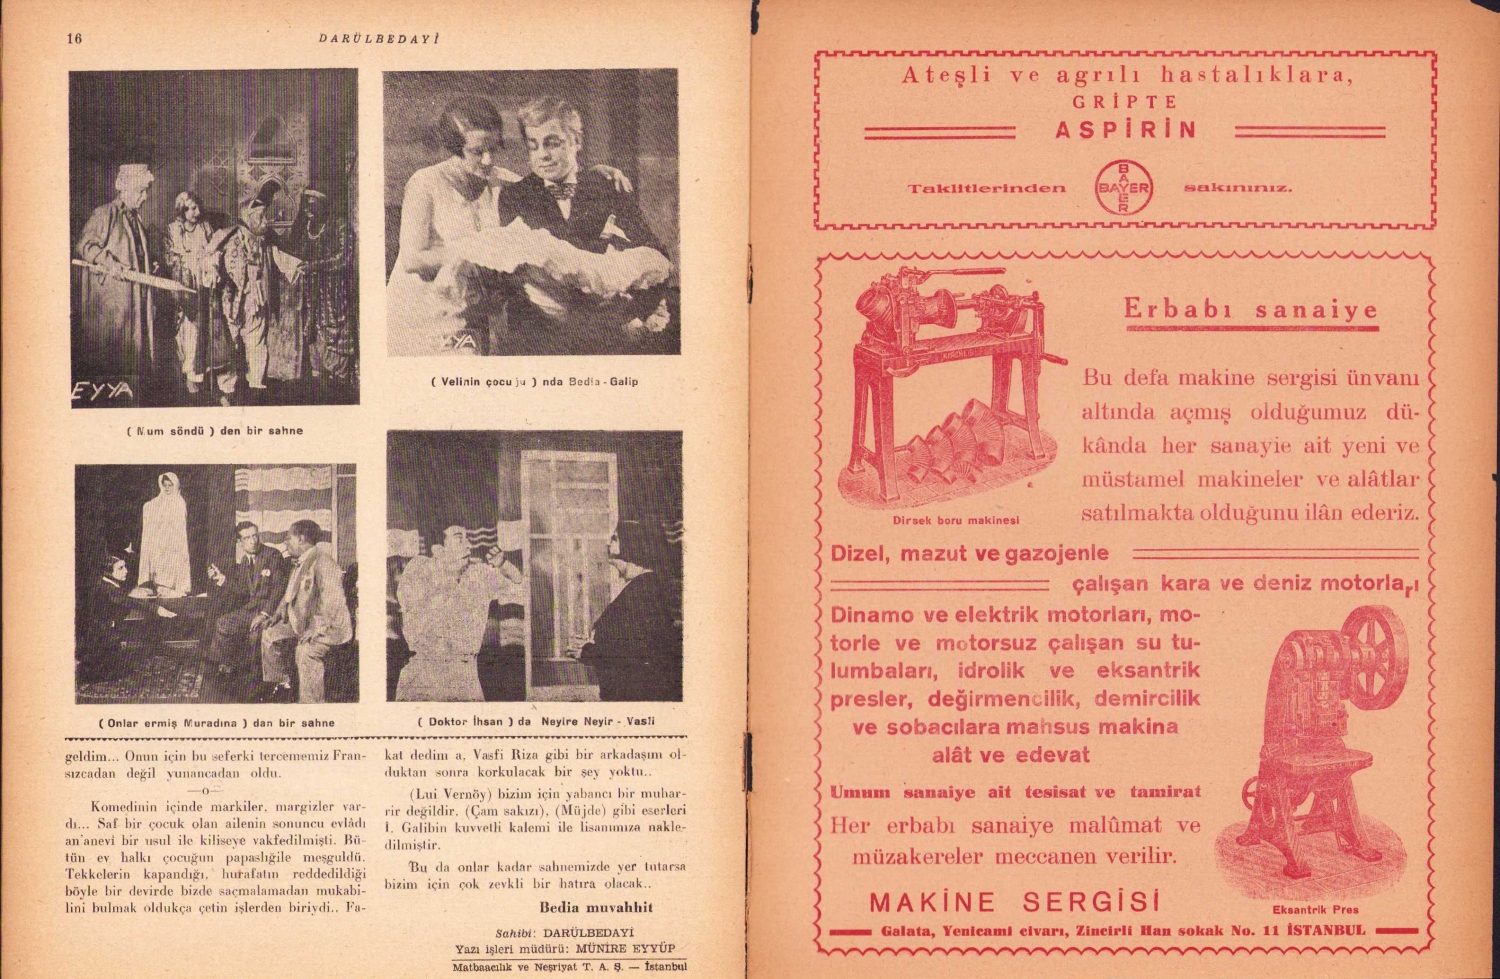 16
DARÜLBEDAYİ
EYYA
( Mum söndü ) den bir sahne
EYYA
( Velinin çocuğu ) nda Bedia - Galip
( Onlar ermiş Muradına ) dan bir sahne
( Doktor İhsan ) da Neyire Neyir - Vasfi
geldim... Onun için bu seferki tercememiz Fran-
sızcadan değil yunancadan oldu.
—o—
Komedinin içinde markiler, margizler var-
dı... Saf bir çocuk olan ailenin sonuncu evlâdı
an'anevi bir usul ile kiliseye vakfedilmişti. Bü-
tün ev halkı çocuğun papaslığile meşguldü.
Tekkelerin kapandığı, hurafatın reddedildiği
böyle bir devirde bizde saçmalamadan mukabi-
lini bulmak oldukça çetin işlerden biriydi.. Fa-
kat dedim a, Vasfi Riza gibi bir arkadaşım ol-
duktan sonra korkulacak bir şey yoktu..
(Lui Vernöy) bizim için yabancı bir muhar-
rir değildir. (Çam sakızı), (Müjde) gibi eserleri
İ. Galibin kuvvetli kalemi ile lisanımıza nakle-
dilmiştir.
Bu da onlar kadar sahnemizde yer tutarsa
bizim için çok zevkli bir hatıra olacak..
Bedia muvahhit
Sahibi: DARÜLBEDAYİ
Yazı işleri müdürü: MÜNİRE EYYÜP
Matbaacılık ve Neşriyat T. A. Ş. — İstanbul
Ateşli ve agrılı hastalıklara,
GRİPTE
ASPİRİN
Taklitlerinden BAYER BAYER sakınınız.
Erbabı sanaiye
Bu defa makine sergisi ünvanı
altında açmış olduğumuz dü-
kânda her sanayie ait yeni ve
müstamel makineler ve alâtlar
satılmakta olduğunu ilân ederiz.
Dirsek boru makinesi
Dizel, mazut ve gazojenle
çalışan kara ve deniz motorları
Dinamo ve elektrik motorları, mo-
torle ve motorsuz çalışan su tu-
lumbaları, idrolik ve eksantrik
presler, değirmencilik, demircilik
ve sobacılara mahsus makina
alât ve edevat
Umum sanaiye ait tesisat ve tamirat
Her erbabı sanaiye malûmat ve
müzakereler meccanen verilir.
Eksantrik Pres
MAKİNE SERGİSİ
Galata, Yenicami civarı, Zincirli Han sokak No. 11 İSTANBUL